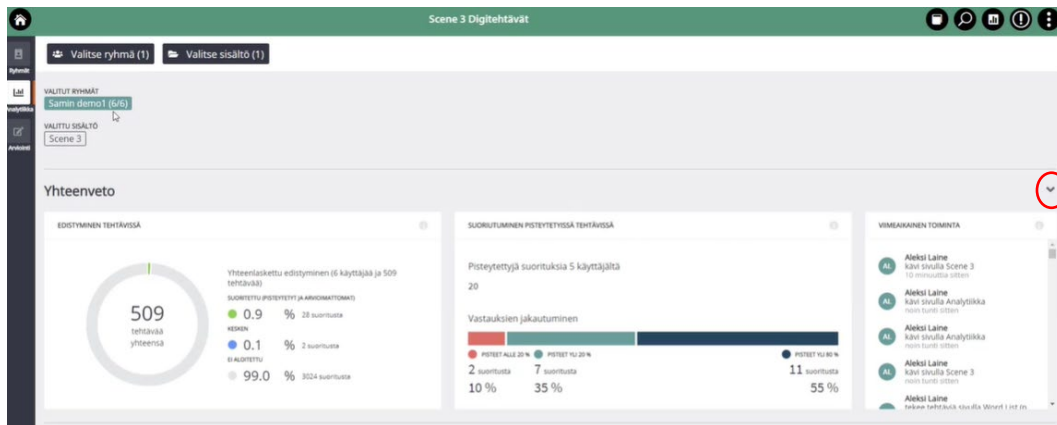 Scene 3 Digitehtävät
Ryhmät
Valitse ryhmä (1)
Valitse sisältö (1)
Analytiikka
VALITUT RYHMÄT
Samin demo1 (6/6)
VALITTU SISÄLTÖ
Scene 3
Arviointi
Yhteenveto
EDISTYMINEN TEHTÄVISSÄ
509
tehtävää
yhteensä
Yhteenlaskettu edistyminen (6 käyttäjää ja 509
tehtävää)
SUORITETTU (PISTEYTETYT JA ARVIOIMATTOMAT)
0.9 % 28 suoritusta
KESKEN
0.1 % 2 suoritusta
EI ALOITETTU
99.0 % 3024 suoritusta
SUORIUTUMINEN PISTEYTETYISSÄ TEHTÄVISSÄ
Pisteytettyjä suorituksia 5 käyttäjältä
20
Vastauksien jakautuminen
PISTEET ALLE 20 % PISTEET YLI 20 % PISTEET YLI 80 %
2 suoritusta 7 suoritusta 11 suoritusta
10 % 35 % 55 %
VIIMEAIKAINEN TOIMINTA
AL Aleksi Laine
kävi sivulla Scene 3
10 minuuttia sitten
AL Aleksi Laine
kävi sivulla Analytiikka
noin tunti sitten
AL Aleksi Laine
kävi sivulla Analytiikka
noin tunti sitten
AL Aleksi Laine
kävi sivulla Scene 3
noin tunti sitten
AL Aleksi Laine
tekee tehtäviä sivulla Word List (p